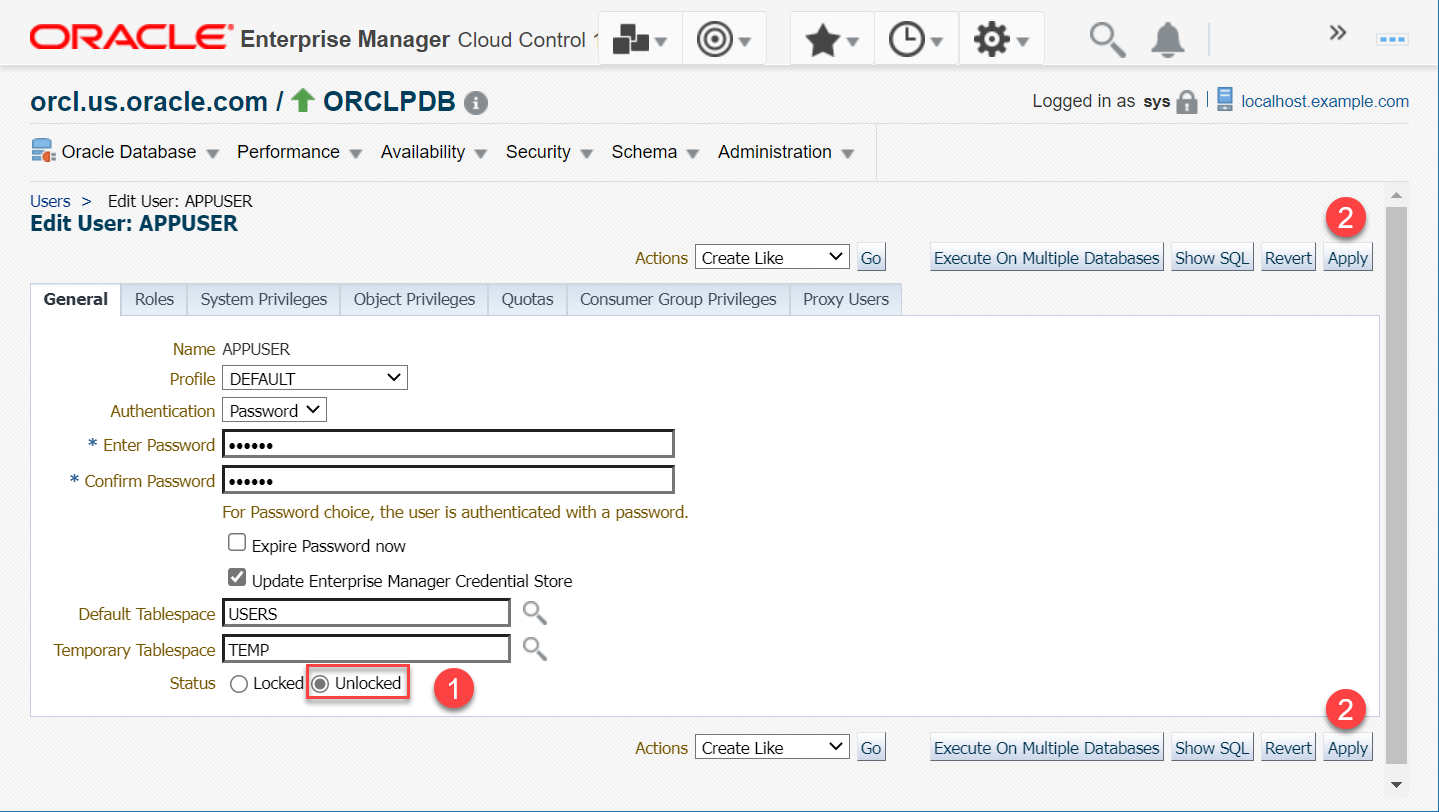 ORACLE® Enterprise Manager Cloud Control 1
orcl.us.oracle.com / ORCLPDB i
Logged in as sys | localhost.example.com
Oracle Database Performance Availability Security Schema Administration
Users > Edit User: APPUSER
Edit User: APPUSER
2
Actions Create Like Go Execute On Multiple Databases Show SQL Revert Apply
General Roles System Privileges Object Privileges Quotas Consumer Group Privileges Proxy Users
Name APPUSER
Profile DEFAULT
Authentication Password
* Enter Password ••••••
* Confirm Password ••••••
For Password choice, the user is authenticated with a password.
Expire Password now
Update Enterprise Manager Credential Store
Default Tablespace USERS
Temporary Tablespace TEMP
Status Locked Unlocked 1
2
Actions Create Like Go Execute On Multiple Databases Show SQL Revert Apply